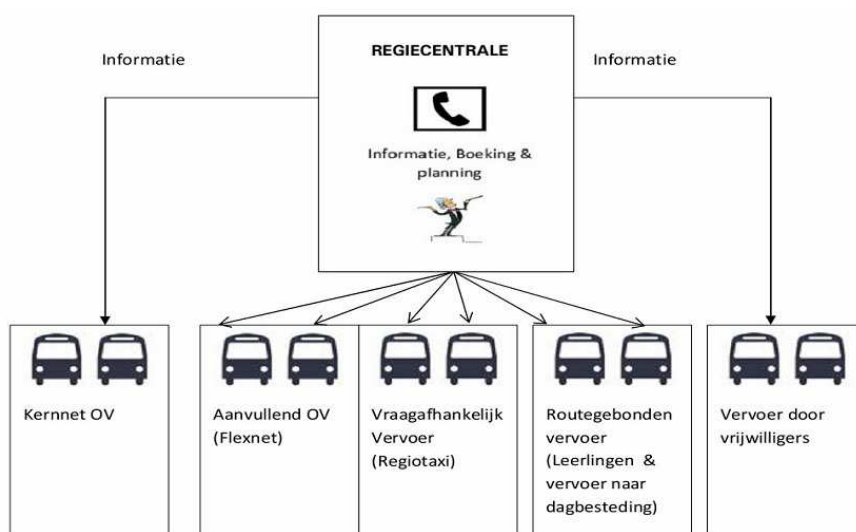 Informatie
REGIECENTRALE
Informatie
Informatie, Boeking &
planning
Kernnet OV
Aanvullend OV
(Flexnet)
Vraagafhankelijk
Vervoer
(Regiotaxi)
Routegebonden
vervoer
(Leerlingen &
vervoer naar
dagbesteding)
Vervoer door
vrijwilligers